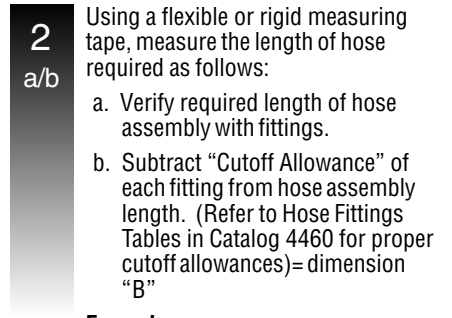 2
a/b
Using a flexible or rigid measuring
tape, measure the length of hose
required as follows:
a. Verify required length of hose
assembly with fittings.
b. Subtract “Cutoff Allowance” of
each fitting from hose assembly
length. (Refer to Hose Fittings
Tables in Catalog 4460 for proper
cutoff allowances)= dimension
“B”